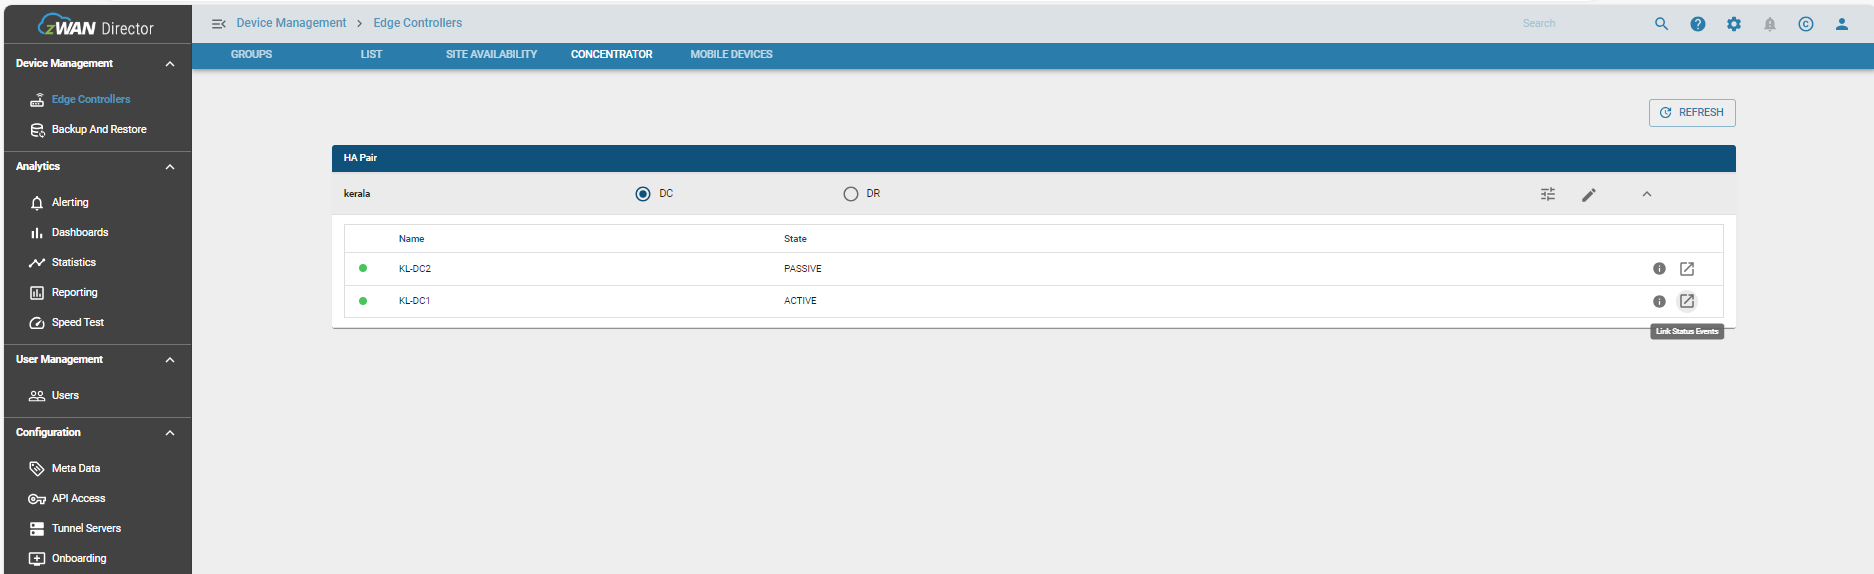 zWAN Director
Device Management > Edge Controllers
Search
GROUPS LIST SITE AVAILABILITY CONCENTRATOR MOBILE DEVICES
Device Management
Edge Controllers
Backup And Restore
Analytics
Alerting
Dashboards
Statistics
Reporting
Speed Test
User Management
Users
Configuration
Meta Data
API Access
Tunnel Servers
Onboarding
REFRESH
HA Pair
kerala DC DR
Name State
KL-DC2 PASSIVE
KL-DC1 ACTIVE
Link Status Events